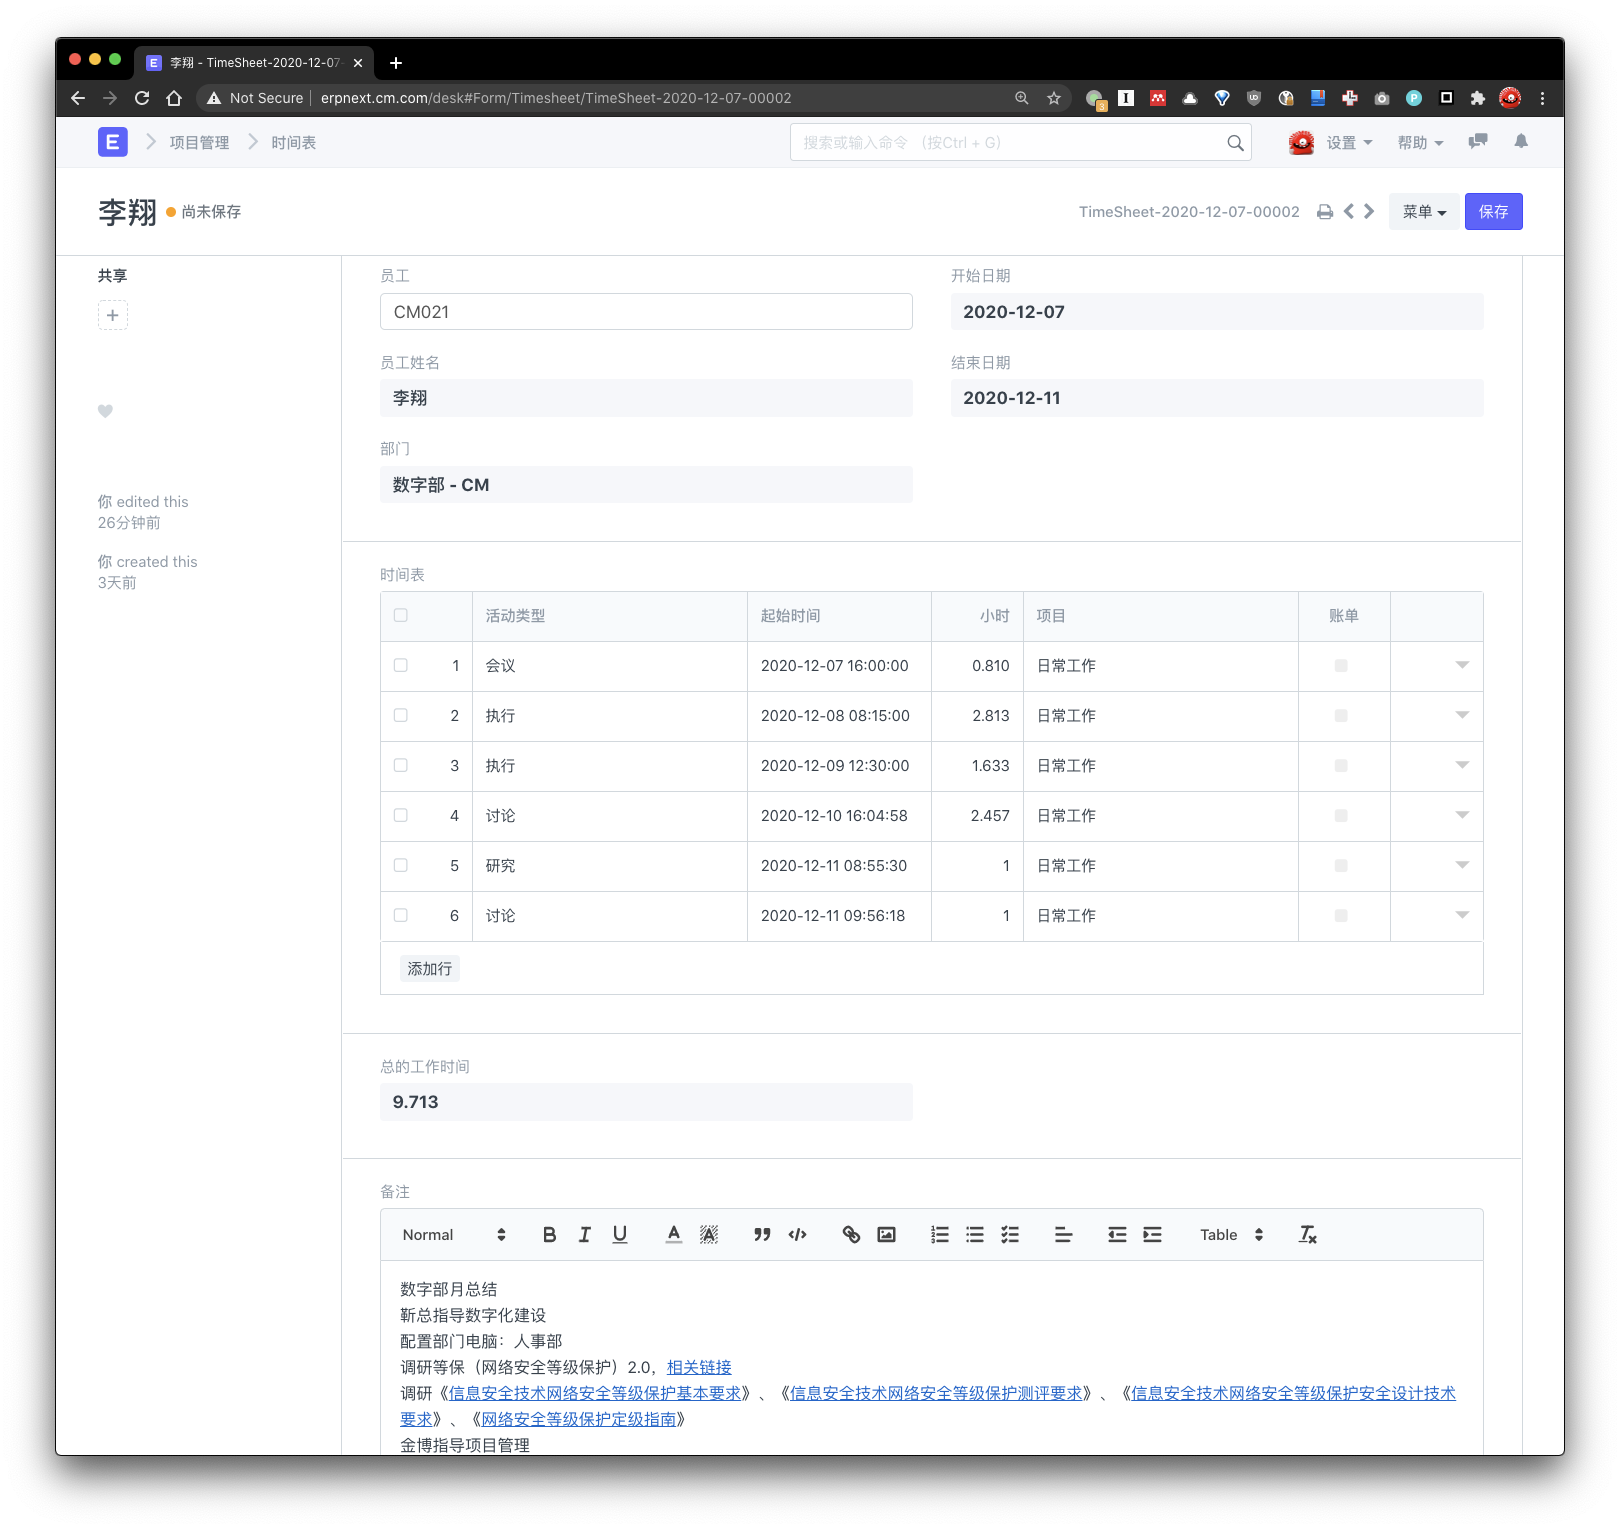 李翔 - TimeSheet-2020-12-07-
Not Secure erpnext.cm.com/desk#Form/Timesheet/TimeSheet-2020-12-07-00002
3
E 项目管理 时间表 搜索或输入命令 （按Ctrl + G） 设置 帮助
李翔 尚未保存 TimeSheet-2020-12-07-00002 菜单 保存
共享
你 edited this
26分钟前
你 created this
3天前
员工 开始日期
CM021 2020-12-07
员工姓名 结束日期
李翔 2020-12-11
部门
数字部 - CM
时间表
活动类型 起始时间 小时 项目 账单
1 会议 2020-12-07 16:00:00 0.810 日常工作
2 执行 2020-12-08 08:15:00 2.813 日常工作
3 执行 2020-12-09 12:30:00 1.633 日常工作
4 讨论 2020-12-10 16:04:58 2.457 日常工作
5 研究 2020-12-11 08:55:30 1 日常工作
6 讨论 2020-12-11 09:56:18 1 日常工作
添加行
总的工作时间
9.713
备注
Normal B I U A A Table
数字部月总结
靳总指导数字化建设
配置部门电脑：人事部
调研等保（网络安全等级保护）2.0，相关链接
调研《信息安全技术网络安全等级保护基本要求》、《信息安全技术网络安全等级保护测评要求》、《信息安全技术网络安全等级保护安全设计技术
要求》、《网络安全等级保护定级指南》
金博指导项目管理